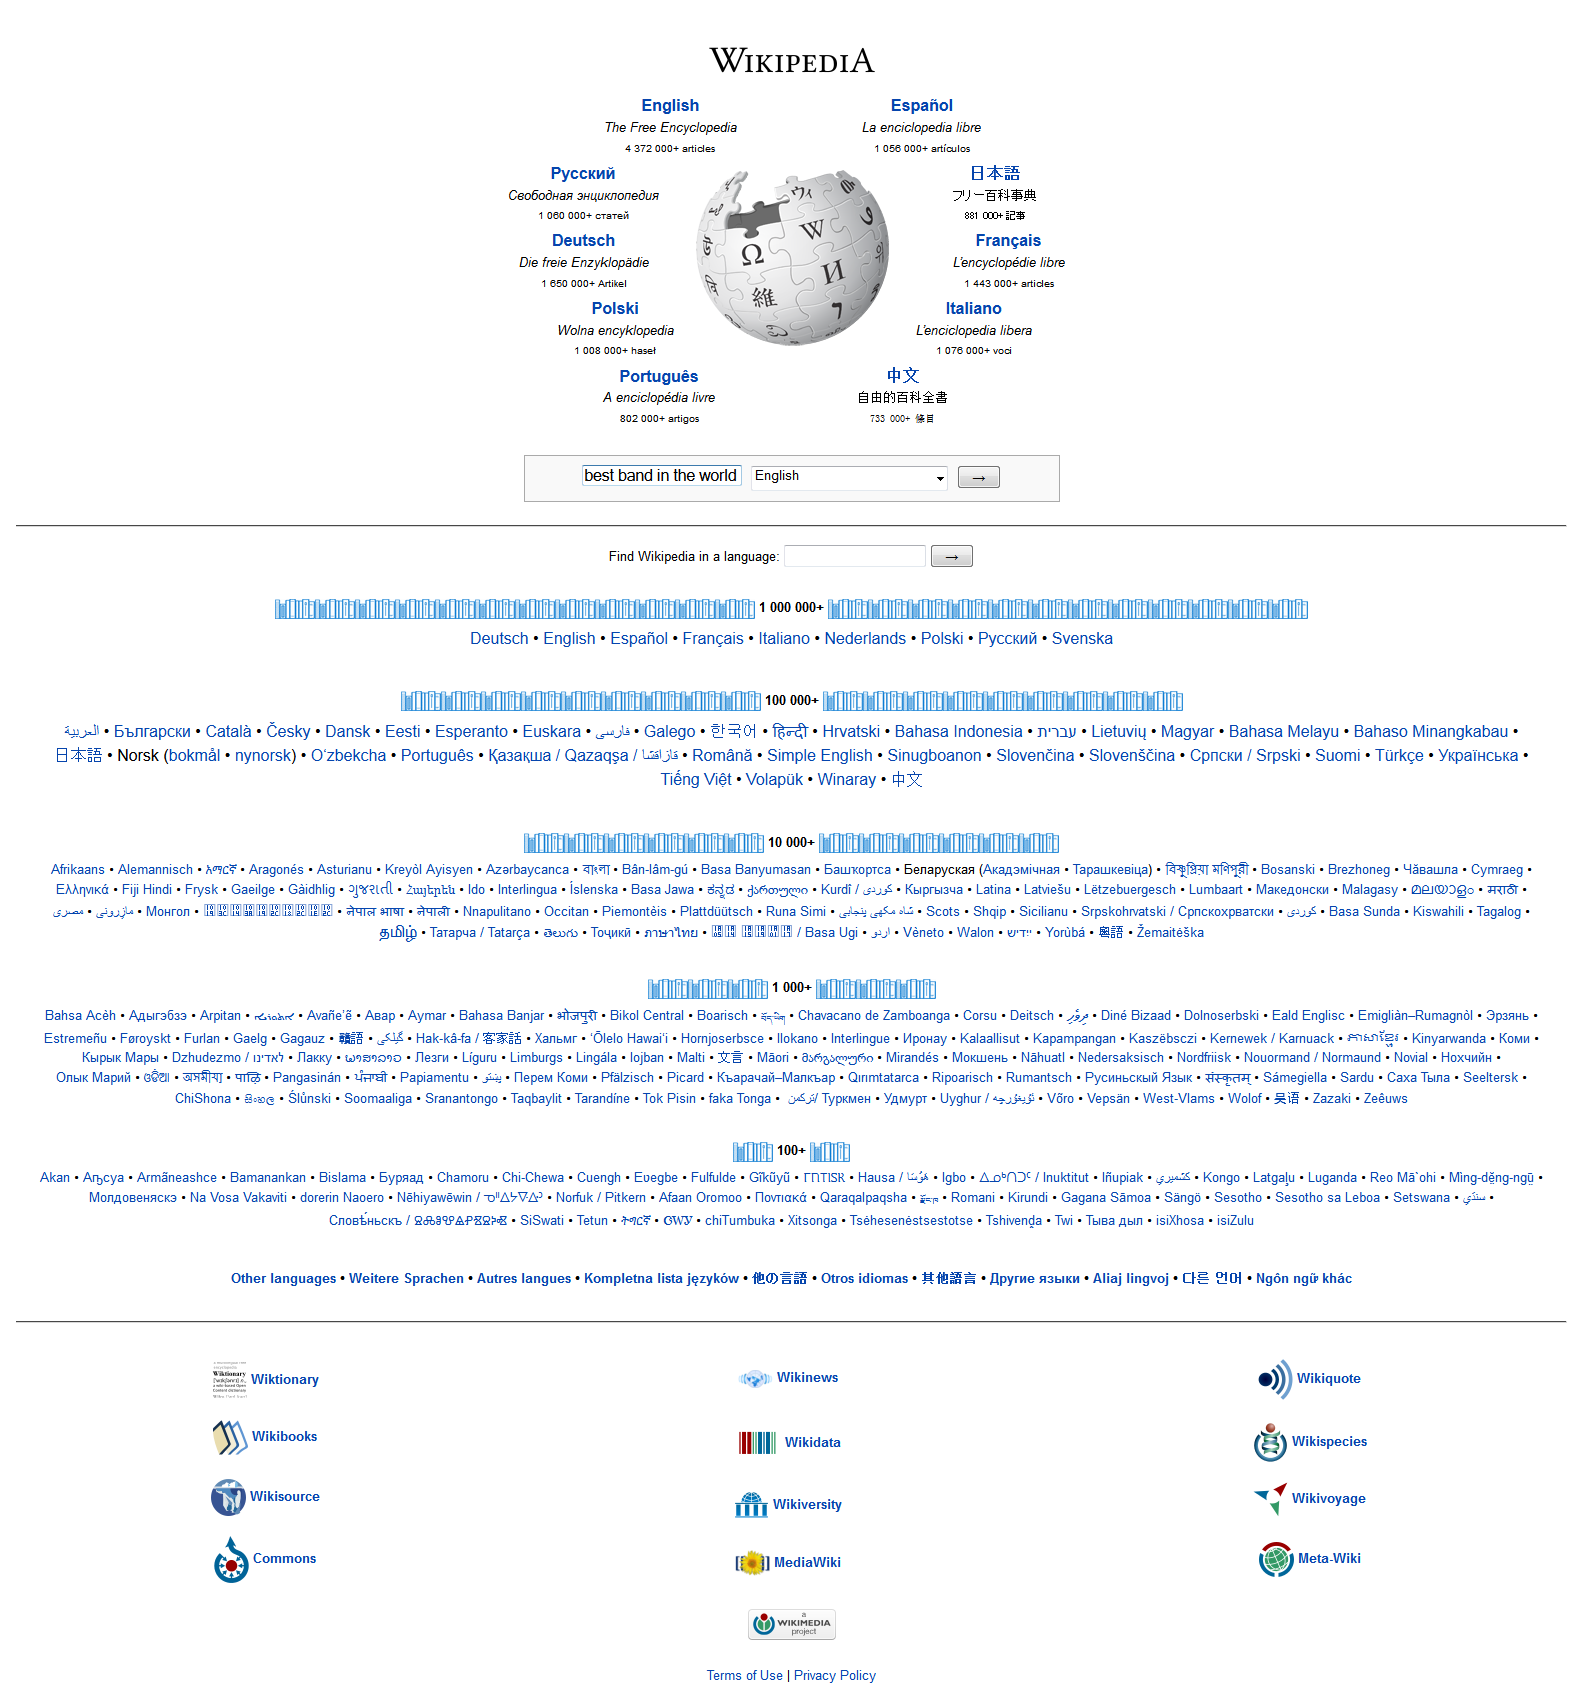 WIKIPEDIA
English
The Free Encyclopedia
4 372 000+ articles
Español
La enciclopedia libre
1 056 000+ artículos
Русский
Свободная энциклопедия
1 060 000+ статей
日本語
フリー百科事典
881 000+ 記事
Deutsch
Die freie Enzyklopädie
1 650 000+ Artikel
Français
L'encyclopédie libre
1 443 000+ articles
Polski
Wolna encyklopedia
1 008 000+ haseł
Italiano
L'enciclopedia libera
1 076 000+ voci
Português
A enciclopédia livre
802 000+ artigos
中文
自由的百科全書
733 000+ 條目
best band in the world English →
Find Wikipedia in a language: →
1 000 000+
Deutsch • English • Español • Français • Italiano • Nederlands • Polski • Русский • Svenska
100 000+
العربية • Български • Català • Česky • Dansk • Eesti • Esperanto • Euskara • فارسی • Galego • 한국어 • हिन्दी • Hrvatski • Bahasa Indonesia • עברית • Lietuvių • Magyar • Bahasa Melayu • Bahaso Minangkabau •
日本語 • Norsk (bokmål • nynorsk) • O‘zbekcha • Português • Қазақша / Qazaqşa / قازاقشا • Română • Simple English • Sinugboanon • Slovenčina • Slovenščina • Српски / Srpski • Suomi • Türkçe • Українська •
Tiếng Việt • Volapük • Winaray • 中文
10 000+
Afrikaans • Alemannisch • አማርኛ • Aragonés • Asturianu • Kreyòl Ayisyen • Azərbaycanca • বাংলা • Bân-lâm-gú • Basa Banyumasan • Башҡортса • Беларуская (Акадэмічная • Тарашкевіца) • বিষ্ণুপ্রিয়া মণিপুরী • Bosanski • Brezhoneg • Чӑвашла • Cymraeg •
Ελληνικά • Fiji Hindi • Frysk • Gaeilge • Gàidhlig • ગુજરાતી • Հայերեն • Ido • Interlingua • Íslenska • Basa Jawa • ಕನ್ನಡ • ქართული • Kurdî / كوردی • Кыргызча • Latina • Latviešu • Lëtzebuergesch • Lumbaart • Македонски • Malagasy • മലയാളം • मराठी •
مصرى • مازِرونی • Монгол • • नेपाल भाषा • नेपाली • Nnapulitano • Occitan • Piemontèis • Plattdüütsch • Runa Simi • شاہ مکھی پنجابی • Scots • Shqip • Sicilianu • Srpskohrvatski / Српскохрватски • کوردی • Basa Sunda • Kiswahili • Tagalog •
தமிழ் • Татарча / Tatarça • తెలుగు • Тоҷикӣ • ภาษาไทย • / Basa Ugi • اردو • Vèneto • Walon • ייִדיש • Yorùbá • 粵語 • Žemaitėška
1 000+
Bahsa Acèh • Адыгэбзэ • Arpitan • ܐܪܡܝܐ • Avañe’ẽ • Авар • Aymar • Bahasa Banjar • भोजपुरी • Bikol Central • Boarisch • བོད་ཡིག • Chavacano de Zamboanga • Corsu • Deitsch • ދިވެހި • Diné Bizaad • Dolnoserbski • Eald Englisc • Emigliàn–Rumagnòl • Эрзянь •
Estremeñu • Føroyskt • Furlan • Gaelg • Gagauz • 贛語 • گیلکی • Hak-kâ-fa / 客家話 • Хальмг • ‘Ōlelo Hawai‘i • Hornjoserbsce • Ilokano • Interlingue • Иронау • Kalaallisut • Kapampangan • Kaszëbsczi • Kernewek / Karnuack • ភាសាខ្មែរ • Kinyarwanda • Коми •
Кырык Мары • Dzhudezmo / לאדינו • Лакку • ພາສາລາວ • Лезги • Líguru • Limburgs • Lingála • lojban • Malti • 文言 • Māori • მარგალური • Mirandés • Мокшень • Nāhuatl • Nedersaksisch • Nordfriisk • Nouormand / Normaund • Novial • Нохчийн •
Олык Марий • ଓଡିଆ • অসমীযা় • पाऴि • Pangasinán • ਪੰਜਾਬੀ • Papiamentu • پښتو • Перем Коми • Pfälzisch • Picard • Къарачай–Малкъар • Qırımtatarca • Ripoarisch • Rumantsch • Русиньскый Язык • संस्कृतम् • Sámegiella • Sardu • Саха Тыла • Seeltersk •
ChiShona • සිංහල • Ślůnski • Soomaaliga • Sranantongo • Taqbaylit • Tarandíne • Tok Pisin • faka Tonga • تركمن/ Туркмен • Удмурт • Uyghur / ئۇيغۇرچه • Võro • Vepsän • West-Vlams • Wolof • 吴语 • Zazaki • Zeêuws
100+
Akan • Аҧсуа • Armãneashce • Bamanankan • Bislama • Буряад • Chamoru • Chi-Chewa • Cuengh • Eʋegbe • Fulfulde • Gĩkũyũ • 𐌲𐌿𐍄𐌹𐍃𐌺 • Hausa / هَوُسَا • Igbo • ᐃᓄᒃᑎᑐᑦ / Inuktitut • Iñupiak • كشميري • Kongo • Latgaļu • Luganda • Reo Mā`ohi • Mìng-dĕ̤ng-ngṳ̄ •
Молдовеняскэ • Na Vosa Vakaviti • dorerin Naoero • Nēhiyawēwin / ᓀᐦᐃᔭᐍᐏᐣ • Norfuk / Pitkern • Afaan Oromoo • Ποντιακά • Qaraqalpaqsha • རྫོང་ཁ • Romani • Kirundi • Gagana Sāmoa • Sängö • Sesotho • Sesotho sa Leboa • Setswana • سنڌي •
Словѣ́ньскъ / ⰔⰎⰑⰂⰡⰐⰠⰔⰍⰟ • SiSwati • Tetun • ትግርኛ • ᏣᎳᎩ • chiTumbuka • Xitsonga • Tsėhesenėstsestotse • Tshivenḓa • Twi • Тыва дыл • isiXhosa • isiZulu
Other languages • Weitere Sprachen • Autres langues • Kompletna lista języków • 他の言語 • Otros idiomas • 其他語言 • Другие языки • Aliaj lingvoj • 다른 언어 • Ngôn ngữ khác
Wiktionary
Wiktionary
Wikinews
Wikiquote
Wikibooks
Wikidata
Wikispecies
Wikisource
Wikiversity
Wikivoyage
Commons
MediaWiki
Meta-Wiki
a
WIKIMEDIA
project
Terms of Use | Privacy Policy